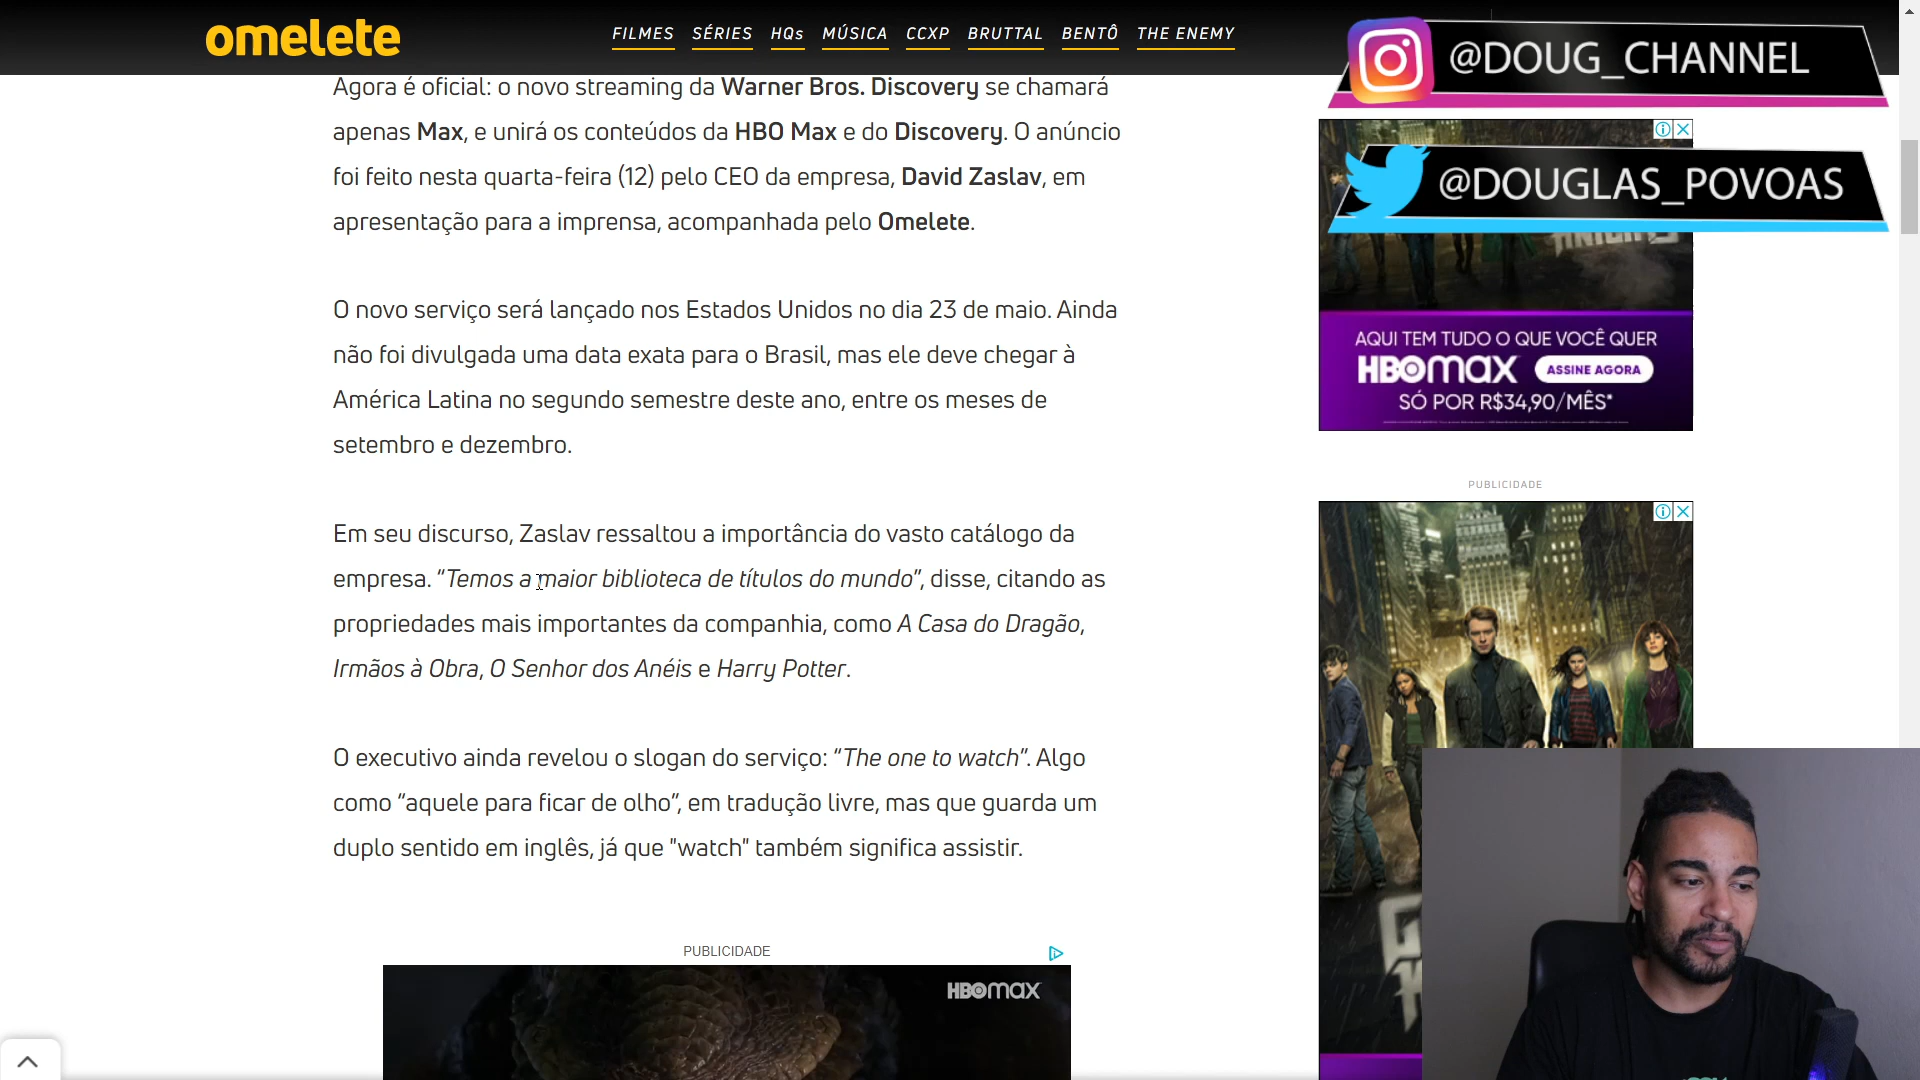 omelete
FILMES SÉRIES HQs MÚSICA CCXP BRUTTAL BENTÔ THE ENEMY
@DOUG_CHANNEL
@DOUGLAS_POVOAS
Agora é oficial: o novo streaming da Warner Bros. Discovery se chamará
apenas Max, e unirá os conteúdos da HBO Max e do Discovery. O anúncio
foi feito nesta quarta-feira (12) pelo CEO da empresa, David Zaslav, em
apresentação para a imprensa, acompanhada pelo Omelete.
O novo serviço será lançado nos Estados Unidos no dia 23 de maio. Ainda
não foi divulgada uma data exata para o Brasil, mas ele deve chegar à
América Latina no segundo semestre deste ano, entre os meses de
setembro e dezembro.
Em seu discurso, Zaslav ressaltou a importância do vasto catálogo da
empresa. “Temos a maior biblioteca de títulos do mundo”, disse, citando as
propriedades mais importantes da companhia, como A Casa do Dragão,
Irmãos à Obra, O Senhor dos Anéis e Harry Potter.
O executivo ainda revelou o slogan do serviço: “The one to watch”. Algo
como “aquele para ficar de olho”, em tradução livre, mas que guarda um
duplo sentido em inglês, já que "watch" também significa assistir.
PUBLICIDADE
HBOMAX
AQUI TEM TUDO O QUE VOCÊ QUER
HBOMAX ASSINE AGORA
SÓ POR R$34,90/MÊS*
PUBLICIDADE